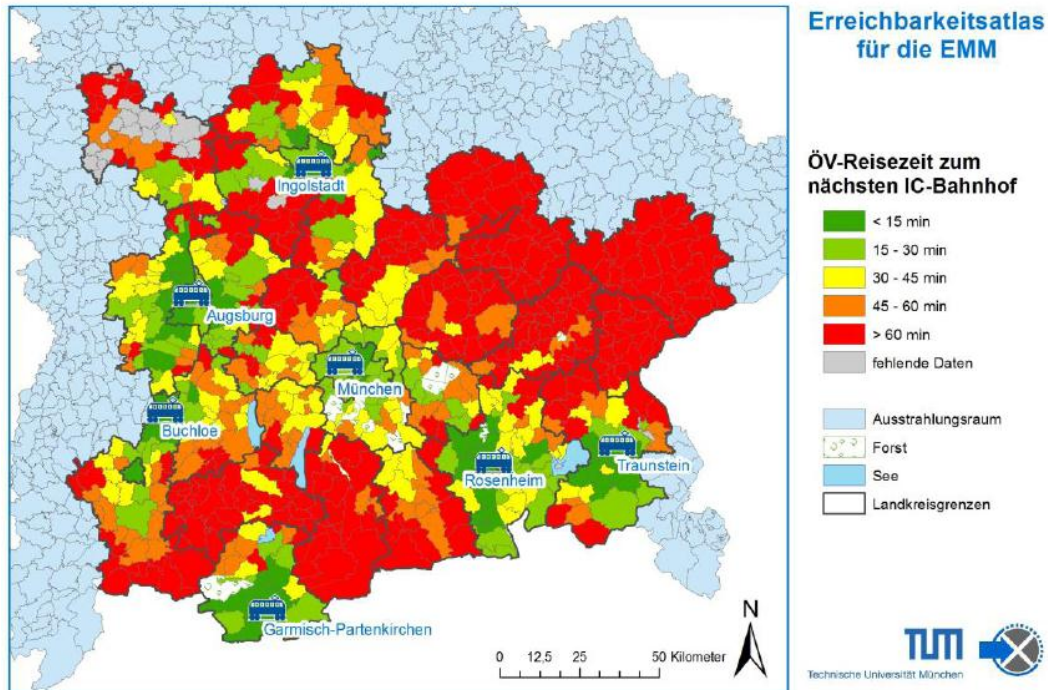 Erreichbarkeitsatlas
für die EMM
ÖV-Reisezeit zum
nächsten IC-Bahnhof
< 15 min
15 - 30 min
30 - 45 min
45 - 60 min
> 60 min
fehlende Daten
Ausstrahlungsraum
Forst
See
Landkreisgrenzen
Ingolstadt
Augsburg
München
Buchloe
Rosenheim
Traunstein
Garmisch-Partenkirchen
N
0 12,5 25 50 Kilometer
TUM
Technische Universität München